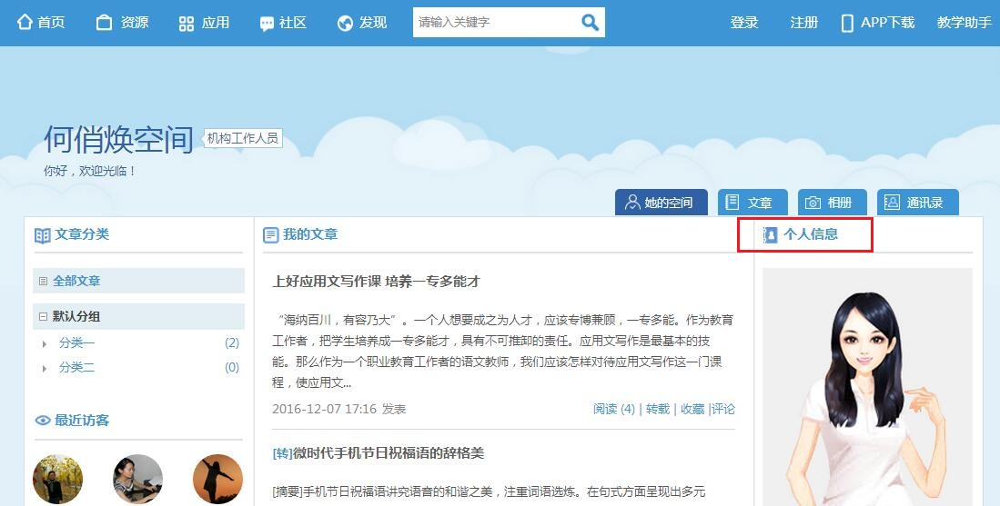 首页 资源 应用 社区 发现 请输入关键字 登录 注册 APP下载 教学助手
何俏焕空间 机构工作人员
你好，欢迎光临！
她的空间 文章 相册 通讯录
文章分类
全部文章
默认分组
分类一 (2)
分类二 (0)
最近访客
我的文章
上好应用文写作课 培养一专多能才
“海纳百川，有容乃大”。一个人想要成之为人才，应该专博兼顾，一专多能。作为教育
工作者，把学生培养成一专多能才，具有不可推卸的责任。应用文写作是最基本的技
能。那么作为一个职业教育工作者的语文教师，我们应该怎样对待应用文写作这一门课
程，使应用文...
2016-12-07 17:16 发表 阅读 (4) | 转载 | 收藏 |评论
[转]微时代手机节日祝福语的辞格美
[摘要]手机节日祝福语讲究语音的和谐之美，注重词语选炼。在句式方面呈现出多元
个人信息